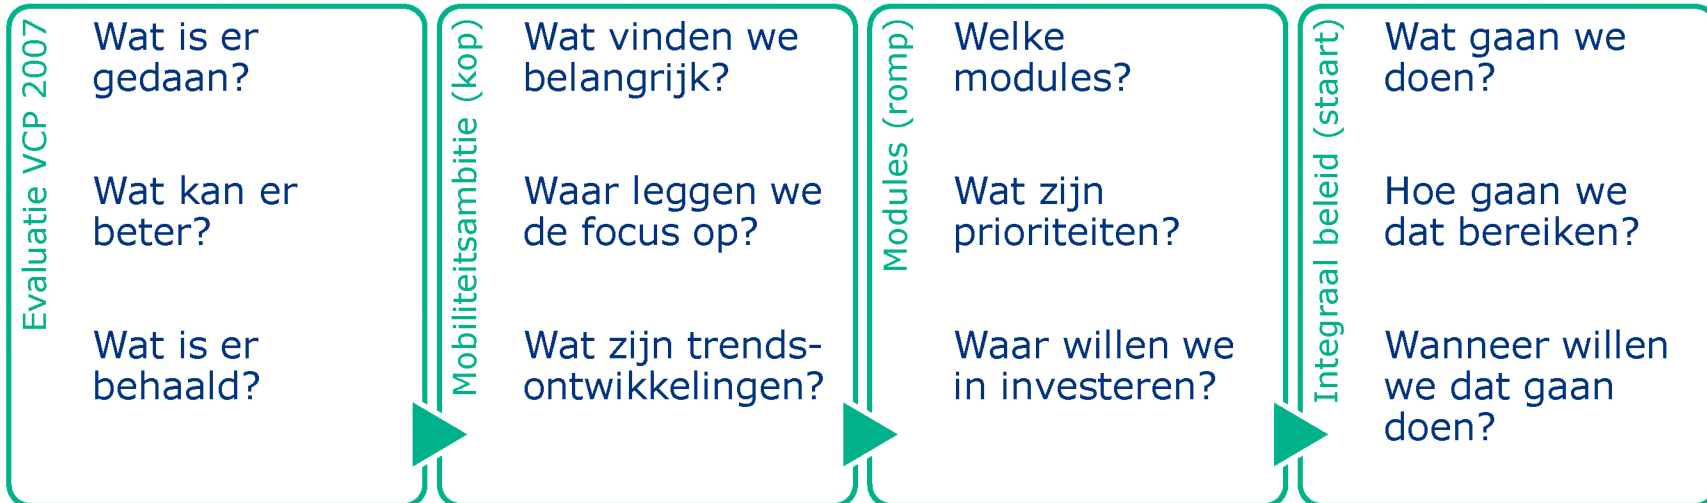 Evaluatie VCP 2007
Wat is er
gedaan?
Wat kan er
beter?
Wat is er
behaald?
Mobiliteitsambitie (kop)
Wat vinden we
belangrijk?
Waar leggen we
de focus op?
Wat zijn trends-
ontwikkelingen?
Modules (romp)
Welke
modules?
Wat zijn
prioriteiten?
Waar willen we
in investeren?
Integraal beleid (staart)
Wat gaan we
doen?
Hoe gaan we
dat bereiken?
Wanneer willen
we dat gaan
doen?